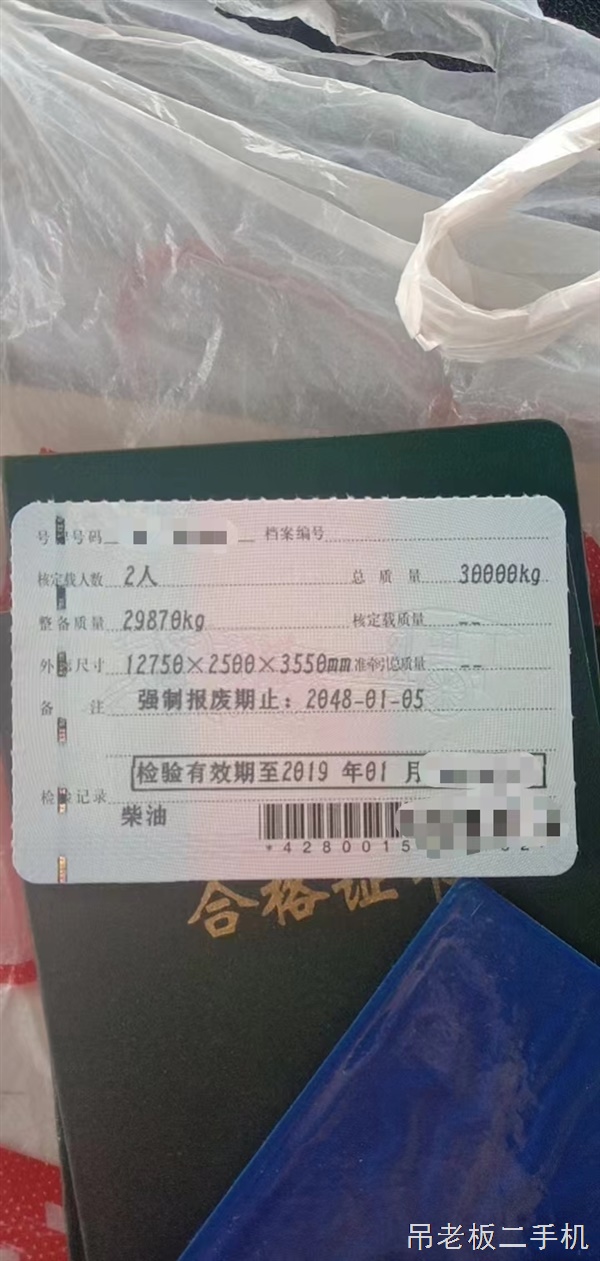 号牌号码 档案编号
核定载人数 2人 总质量 30000kg
整备质量 29870kg 核定载质量 --
外廓尺寸 12750×2500×3550mm 准牵引总质量 --
备注 强制报废期止：2048-01-05
检验有效期至2019 年01 月
检验记录
柴油
*4280015
合格证
吊老板二手机